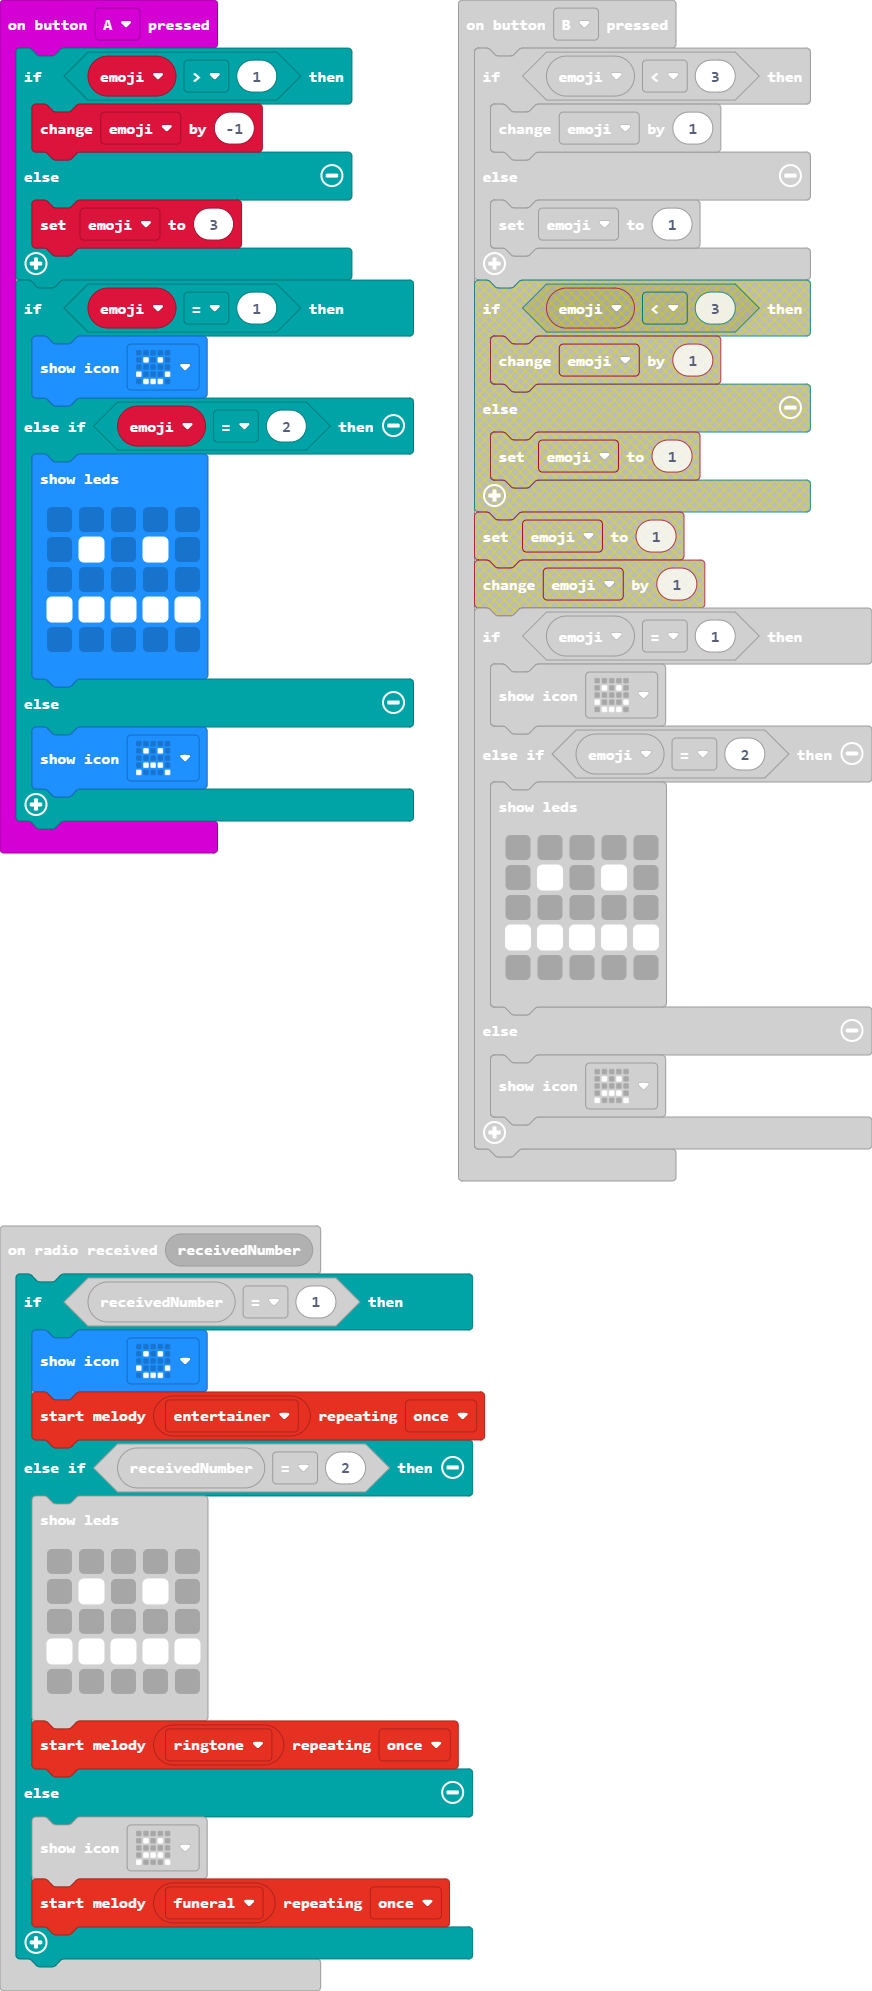 on button A pressed
if emoji > 1 then
change emoji by -1
else
set emoji to 3
if emoji = 1 then
show icon
else if emoji = 2 then
show leds
else
show icon
on button B pressed
if emoji < 3 then
change emoji by 1
else
set emoji to 1
if emoji < 3 then
change emoji by 1
else
set emoji to 1
set emoji to 1
change emoji by 1
if emoji = 1 then
show icon
else if emoji = 2 then
show leds
else
show icon
on radio received receivedNumber
if receivedNumber = 1 then
show icon
start melody entertainer repeating once
else if receivedNumber = 2 then
show leds
start melody ringtone repeating once
else
show icon
start melody funeral repeating once